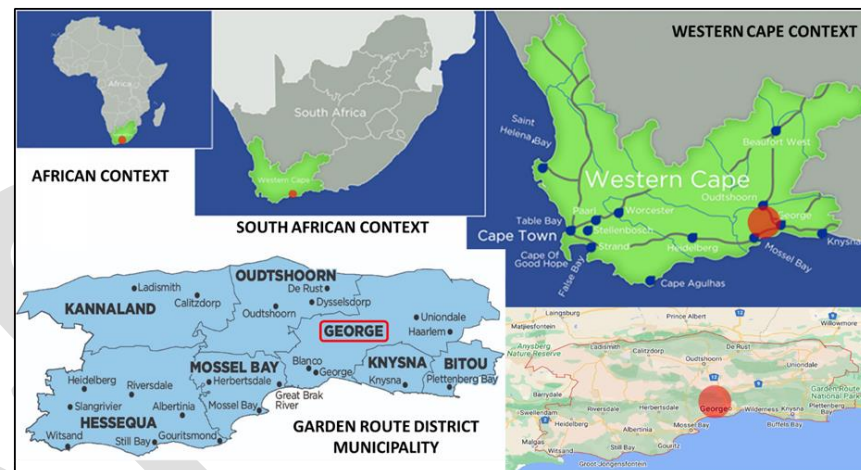 Africa
AFRICAN CONTEXT
South Africa
Western Cape
SOUTH AFRICAN CONTEXT
WESTERN CAPE CONTEXT
Saint
Helena Bay
Beaufort West
Western Cape
Oudtshoorn
Table Bay
Paarl
Worcester
George
Cape Town
Stellenbosch
Strand
Heidelberg
Knysna
Cape Of
Good Hope
False Bay
Mossel Bay
Cape Agulhas
OUDTSHOORN
De Rust
Ladismith
KANNALAND
Calitzdorp
Dysselsdorp
Oudtshoorn
Uniondale
GEORGE
Haarlem
MOSSEL BAY
Blanco
George
KNYSNA
BITOU
Heidelberg
Herbertsdale
Knysna
Plettenberg Bay
Riversdale
Great Brak
River
Slangrivier
Albertinia
Mossel Bay
HESSEQUA
Witsand
Still Bay
Gouritsmond
GARDEN ROUTE DISTRICT
MUNICIPALITY
Laingsburg
Prince Albert
Matjiesfontein
Willowmore
Anysberg
Nature Reserve
Ladismith
Calitzdorp
De Rust
Oudtshoorn
Uniondale
Barrydale
Garden Route
National Park
Swellendam
Riversdale
Herbertsdale
George
Wilderness
Knysna
Plettenberg
Bay
Heidelberg
Albertinia
Mossel Bay
Buffels Bay
Malgas
Witsand
Still Bay
Gouritz
Groot Jongensfontein